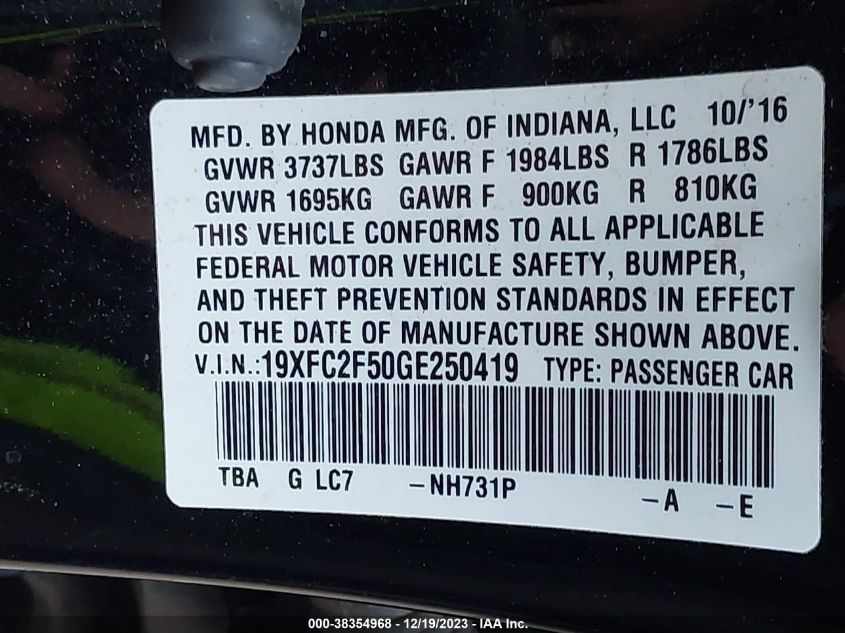 MFD. BY HONDA MFG. OF INDIANA, LLC 10/'16
GVWR 3737LBS GAWR F 1984LBS R 1786LBS
GVWR 1695KG GAWR F 900KG R 810KG
THIS VEHICLE CONFORMS TO ALL APPLICABLE
FEDERAL MOTOR VEHICLE SAFETY, BUMPER,
AND THEFT PREVENTION STANDARDS IN EFFECT
ON THE DATE OF MANUFACTURE SHOWN ABOVE.
V.I.N.:19XFC2F50GE250419 TYPE: PASSENGER CAR
TBA G LC7 -NH731P -A -E
000-38354968 - 12/19/2023 - IAA Inc.